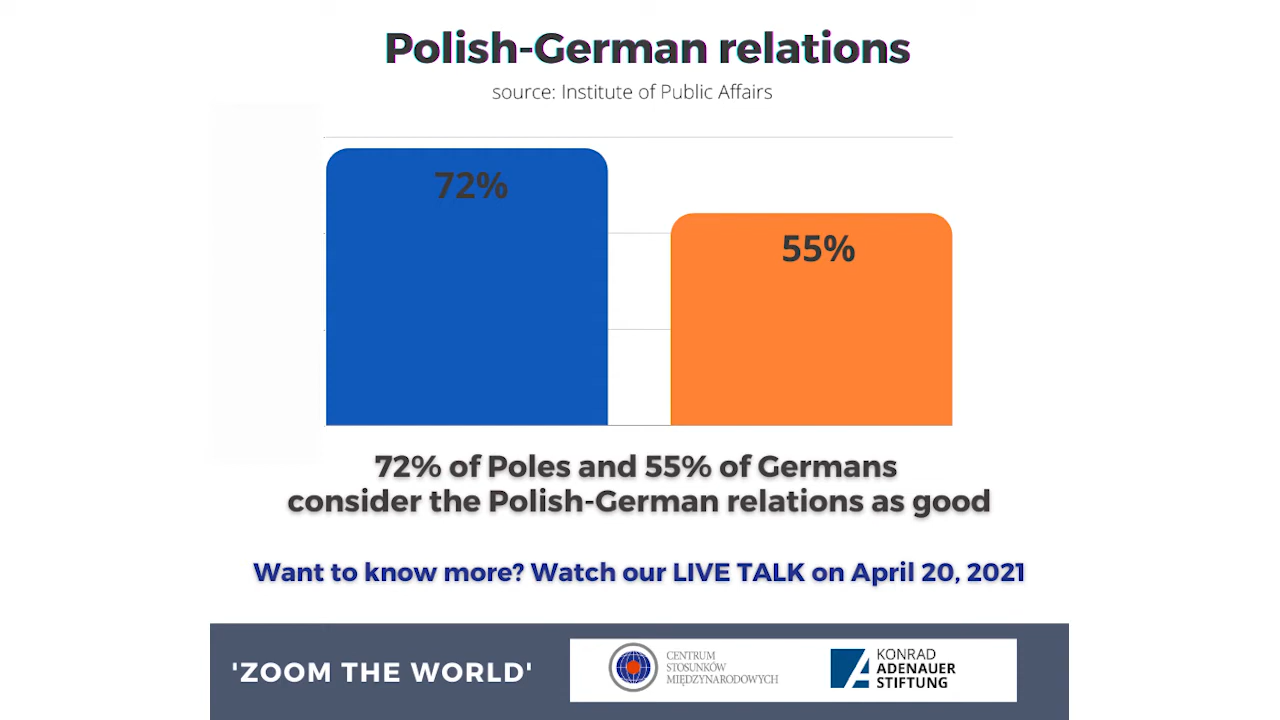 Polish-German relations
source: Institute of Public Affairs
72%
55%
72% of Poles and 55% of Germans
consider the Polish-German relations as good
Want to know more? Watch our LIVE TALK on April 20, 2021
'ZOOM THE WORLD'
CENTRUM
STOSUNKÓW
MIĘDZYNARODOWYCH
KONRAD
ADENAUER
STIFTUNG